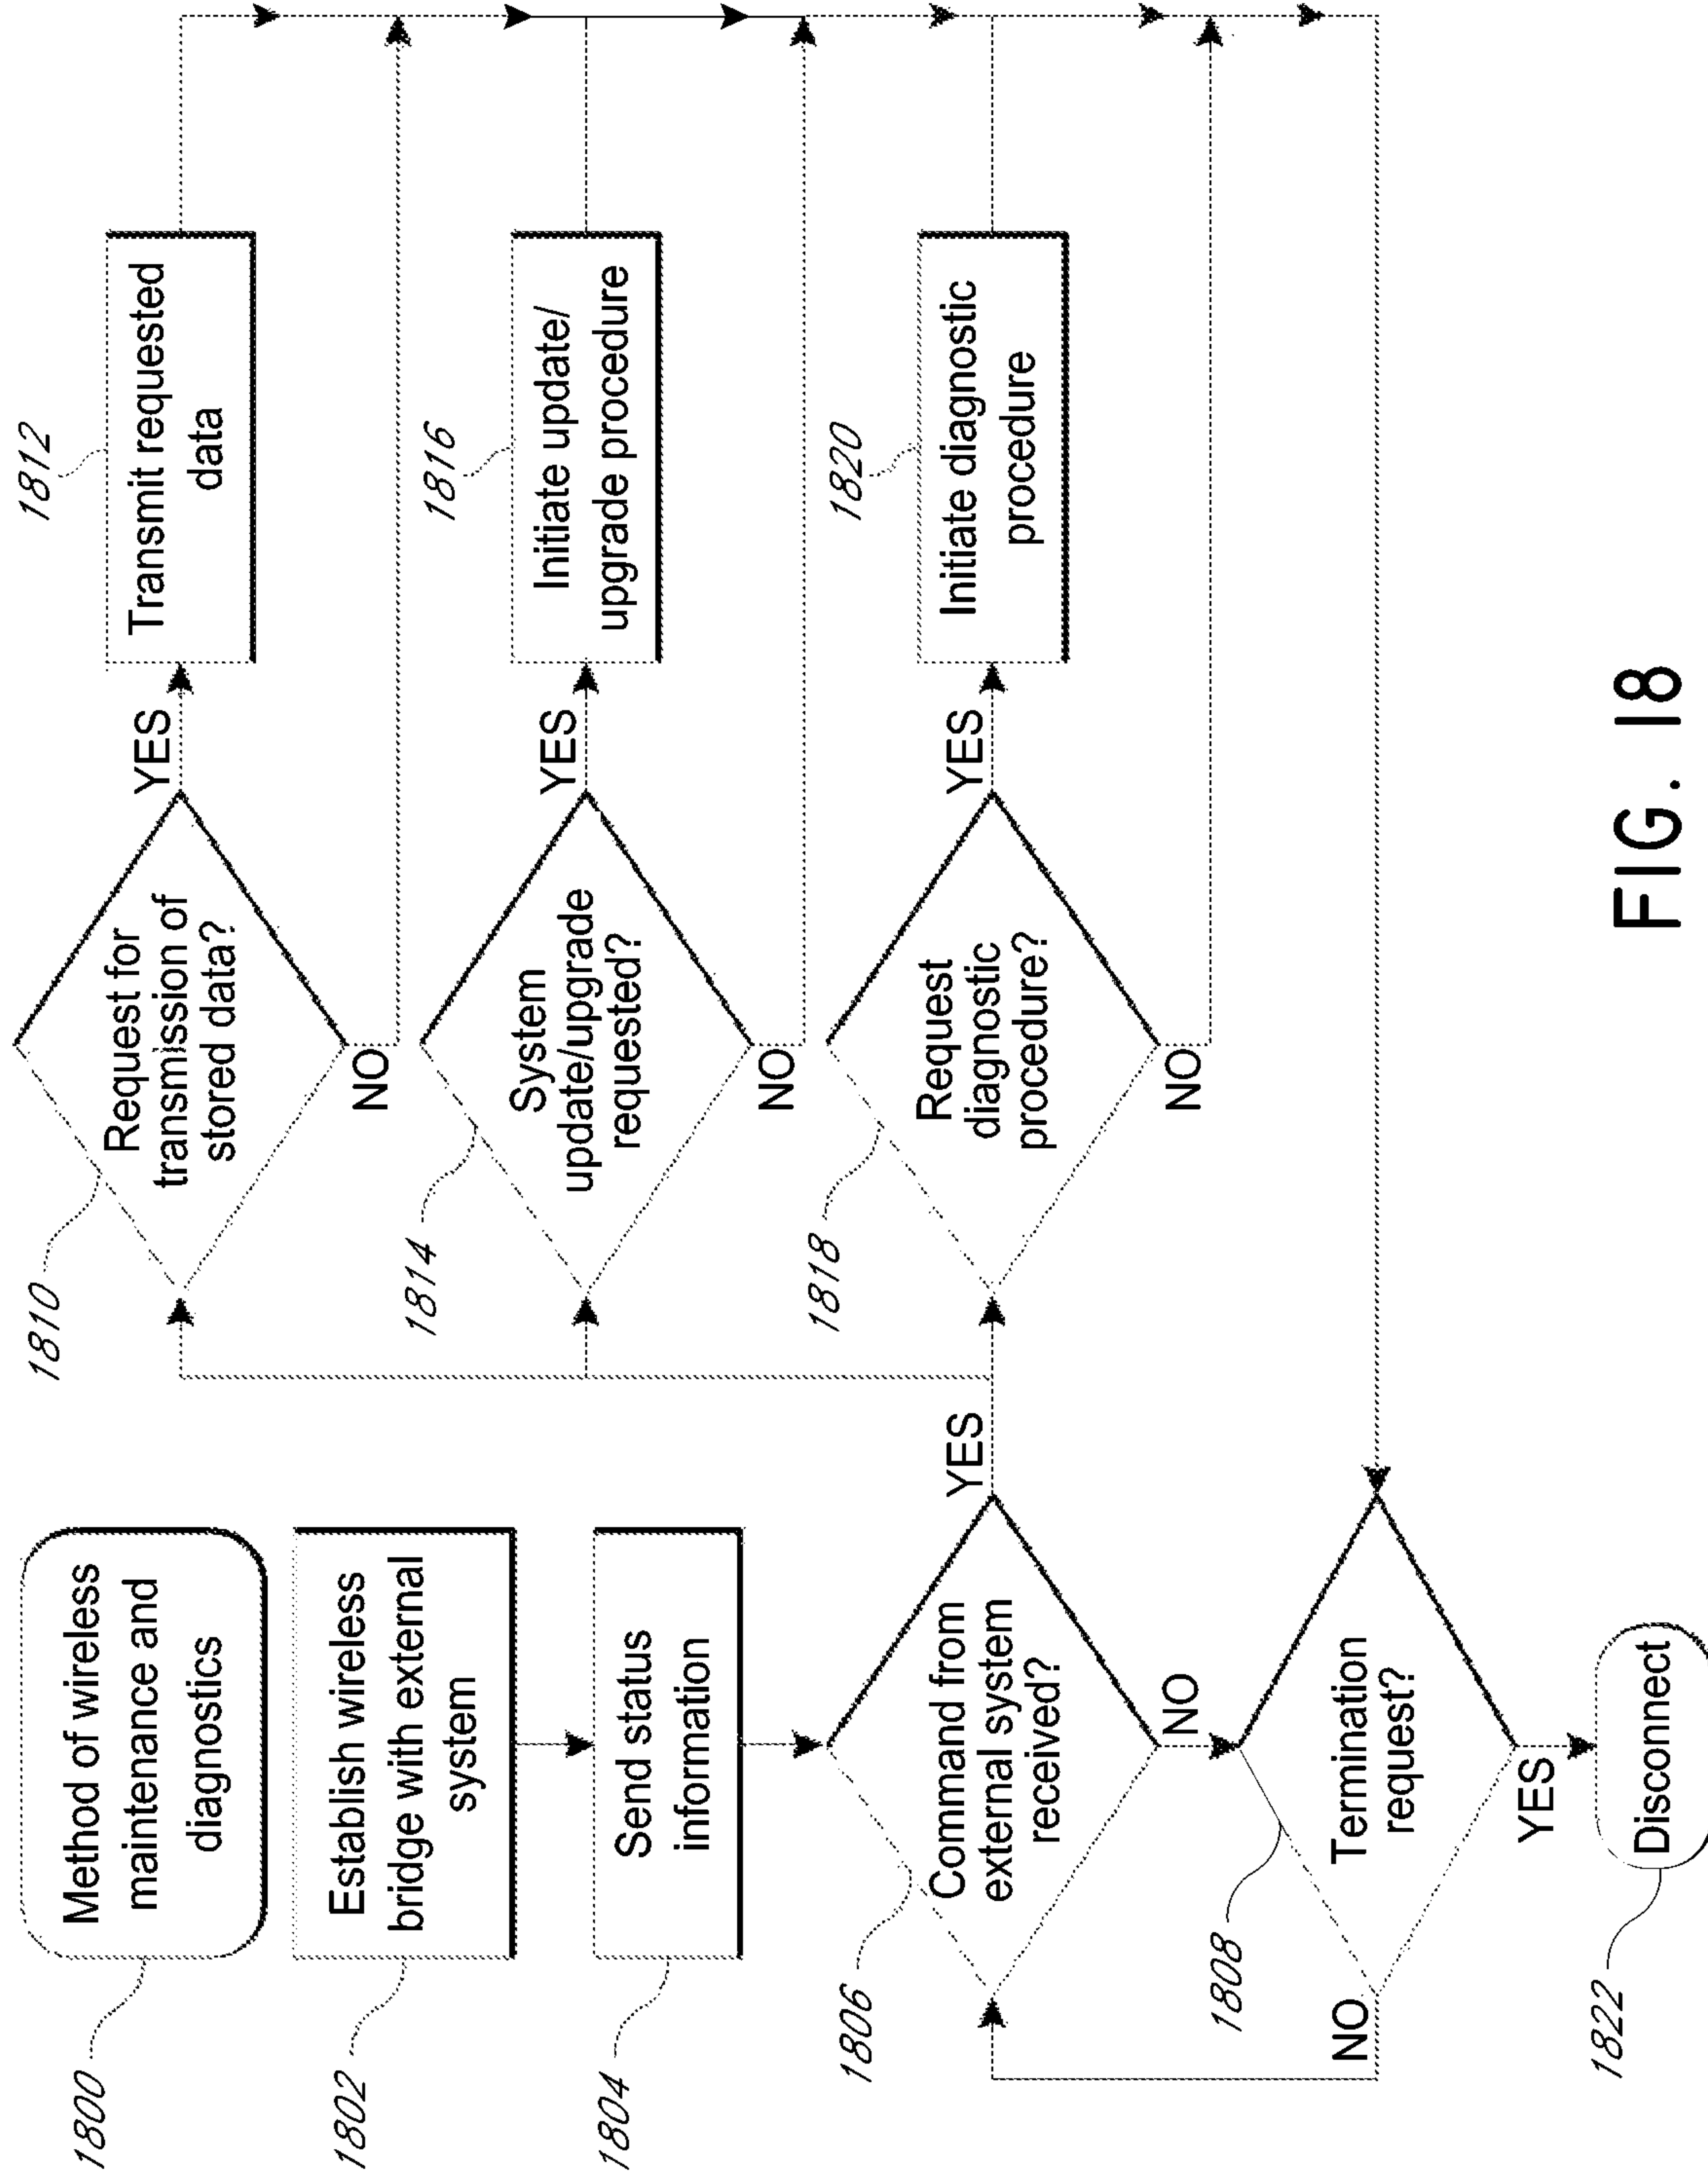 1800
Method of wireless
maintenance and
diagnostics
1802
Establish wireless
bridge with external
system
1804
Send status
information
1806
Command from
external system
received?
YES
NO
1808
Termination
request?
NO
YES
1822
Disconnect
1810
Request for
transmission of
stored data?
YES
NO
1812
Transmit requested
data
1814
System
update/upgrade
requested?
YES
NO
1816
Initiate update/
upgrade procedure
1818
Request
diagnostic
procedure?
YES
NO
1820
Initiate diagnostic
procedure
FIG. 18